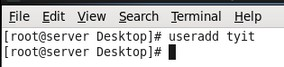 File Edit View Search Terminal Help
[root@server Desktop]# useradd tyit
[root@server Desktop]#